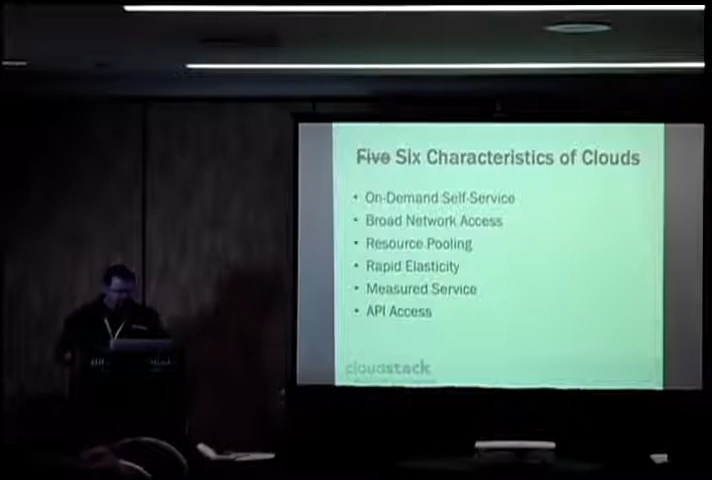 Five Six Characteristics of Clouds
• On-Demand Self-Service
• Broad Network Access
• Resource Pooling
• Rapid Elasticity
• Measured Service
• API Access
cloudstack